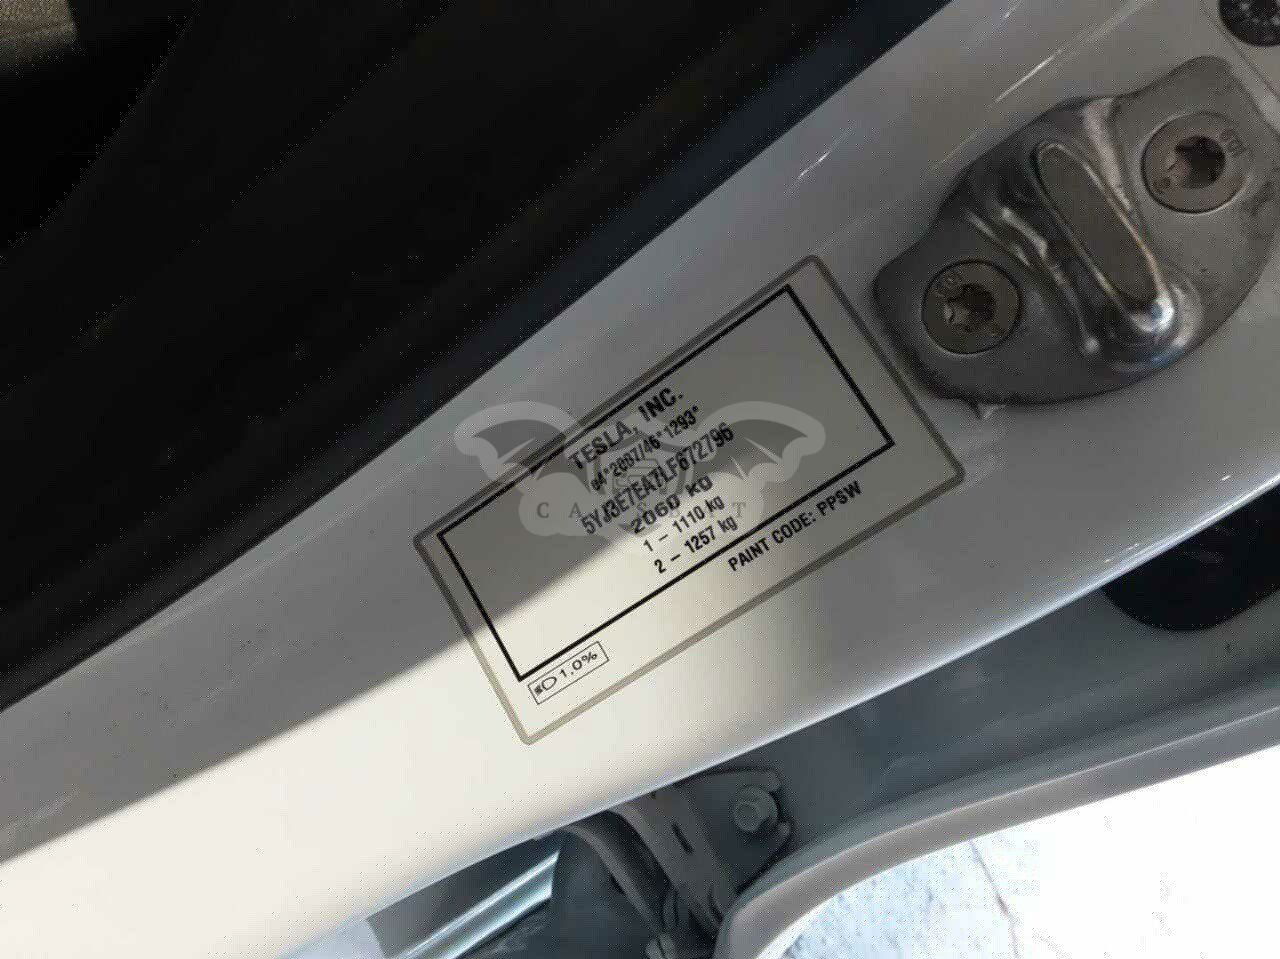 TESLA, INC.
e4*2007/46*1293*
5YJ3E7EA7LF672796
2060 KG
1 – 1110 kg
2 – 1257 kg
PAINT CODE: PPSW
1.0%